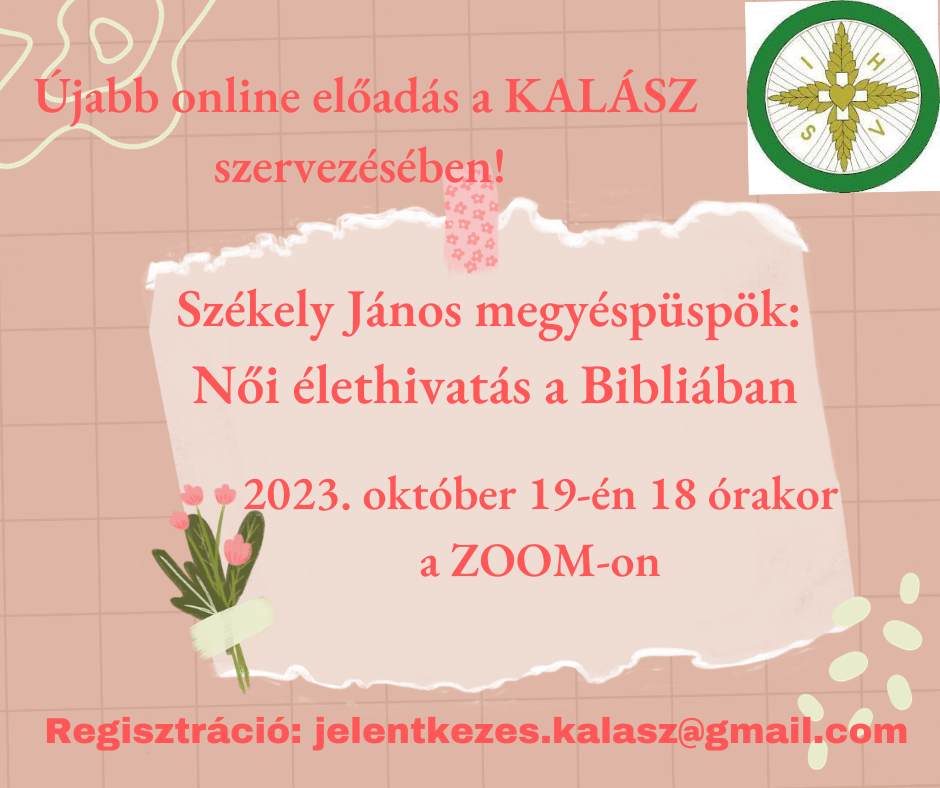 Újabb online előadás a KALÁSZ
szervezésében!
I H
S V
Székely János megyéspüspök:
Női élethivatás a Bibliában
2023. október 19-én 18 órakor
a ZOOM-on
Regisztráció: jelentkezes.kalasz@gmail.com